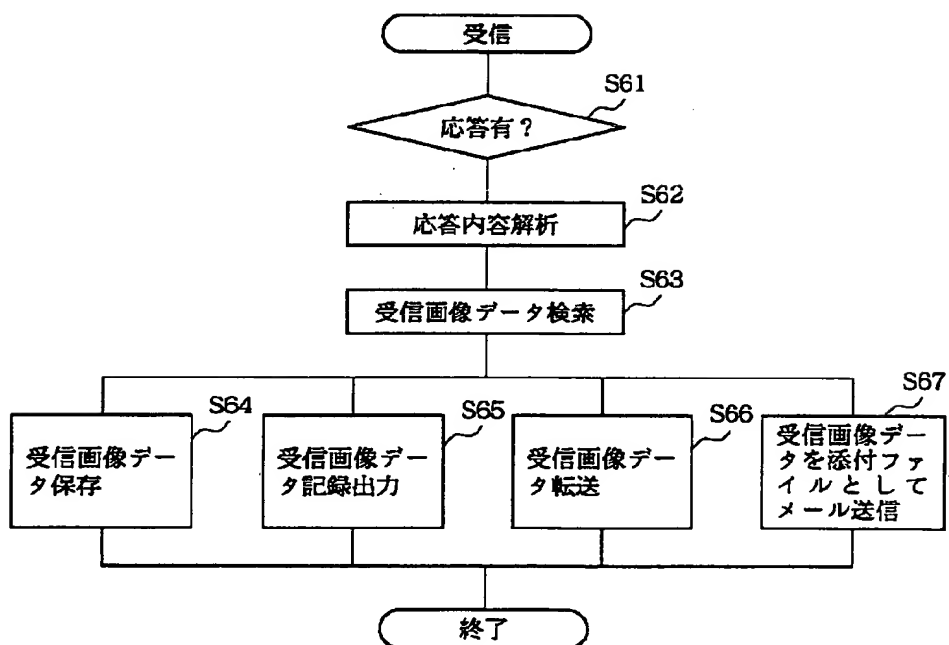 受信
S61
応答有？
S62
応答内容解析
S63
受信画像データ検索
S64
受信画像デー
タ保存
S65
受信画像デー
タ記録出力
S66
受信画像デー
タ転送
S67
受信画像デー
タを添付ファ
イルとして
メール送信
終了